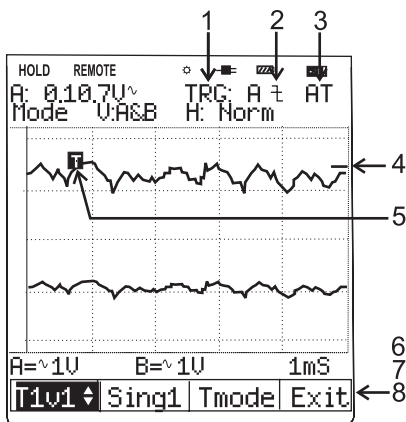 1 2 3
HOLD REMOTE
A: 0.10.7V~ TRG: A AT
Mode V:A&B H: Norm
T
4
5
A=~1V B=~1V 1mS
6
7
T1v1 Sing1 Tmode Exit
8